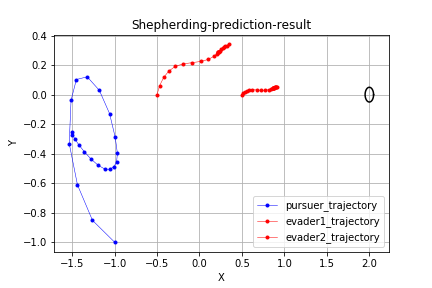 Shepherding-prediction-result
0.4
0.2
0.0
−0.2
−0.4
−0.6
−0.8
−1.0
Y
pursuer_trajectory
evader1_trajectory
evader2_trajectory
−1.5 −1.0 −0.5 0.0 0.5 1.0 1.5 2.0
X